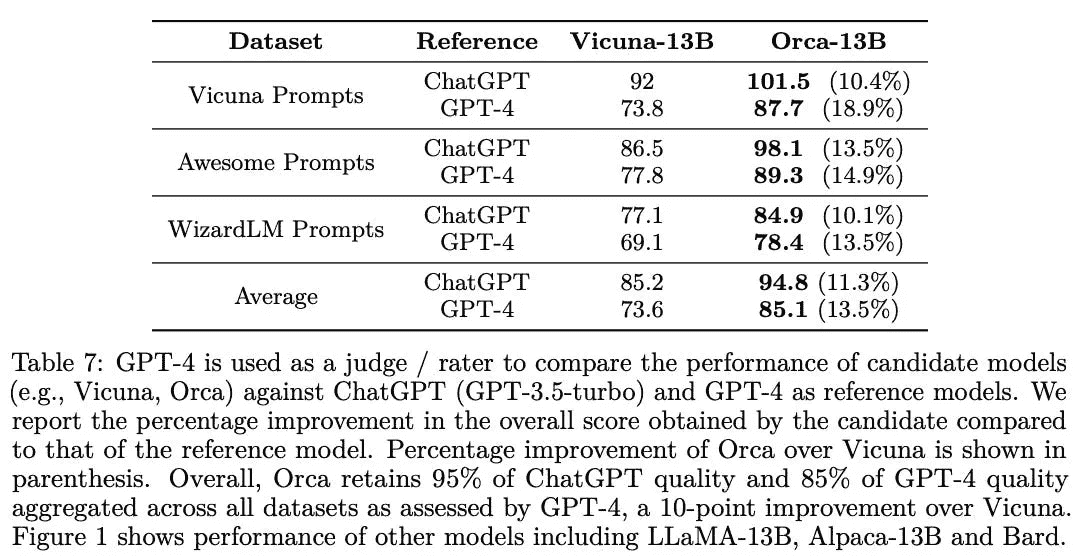 Dataset Reference Vicuna-13B Orca-13B
Vicuna Prompts ChatGPT 92 101.5 (10.4%)
GPT-4 73.8 87.7 (18.9%)
Awesome Prompts ChatGPT 86.5 98.1 (13.5%)
GPT-4 77.8 89.3 (14.9%)
WizardLM Prompts ChatGPT 77.1 84.9 (10.1%)
GPT-4 69.1 78.4 (13.5%)
Average ChatGPT 85.2 94.8 (11.3%)
GPT-4 73.6 85.1 (13.5%)
Table 7: GPT-4 is used as a judge / rater to compare the performance of candidate models
(e.g., Vicuna, Orca) against ChatGPT (GPT-3.5-turbo) and GPT-4 as reference models. We
report the percentage improvement in the overall score obtained by the candidate compared
to that of the reference model. Percentage improvement of Orca over Vicuna is shown in
parenthesis. Overall, Orca retains 95% of ChatGPT quality and 85% of GPT-4 quality
aggregated across all datasets as assessed by GPT-4, a 10-point improvement over Vicuna.
Figure 1 shows performance of other models including LLaMA-13B, Alpaca-13B and Bard.